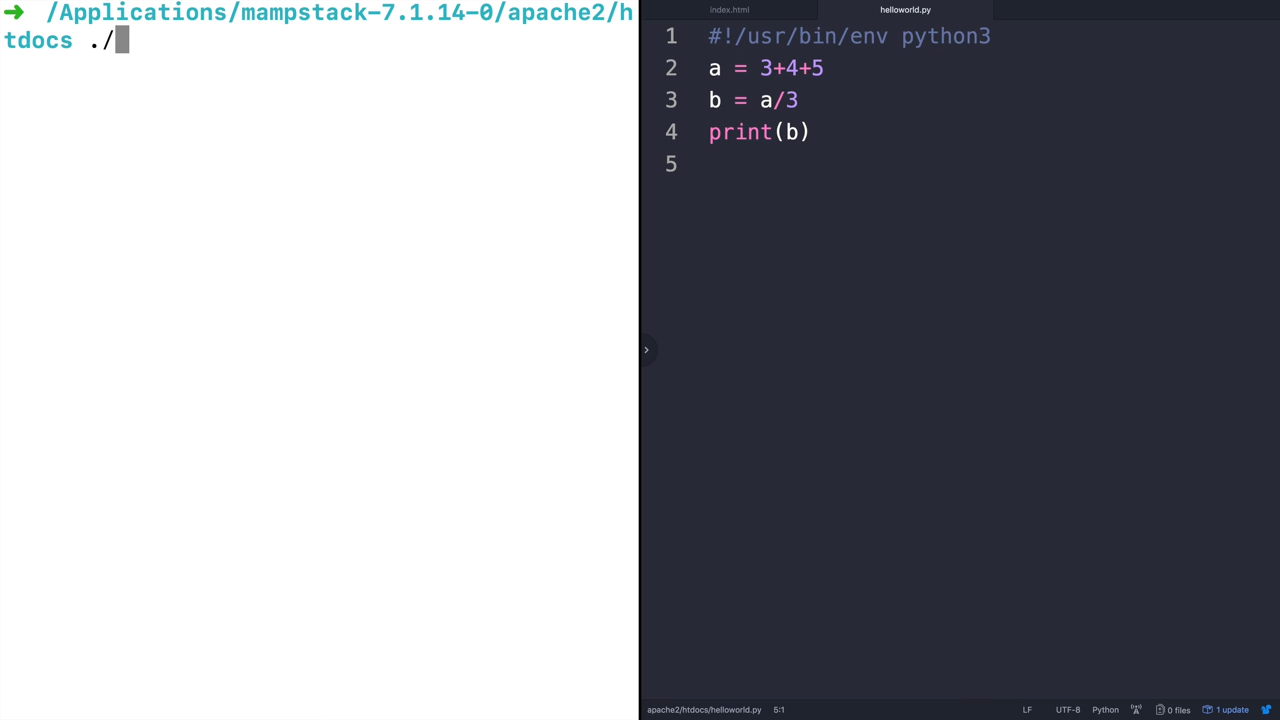 ➜ /Applications/mampstack-7.1.14-0/apache2/h
tdocs ./
index.html
helloworld.py
1 #!/usr/bin/env python3
2 a = 3+4+5
3 b = a/3
4 print(b)
5
apache2/htdocs/helloworld.py 5:1
LF UTF-8 Python 0 files 1 update